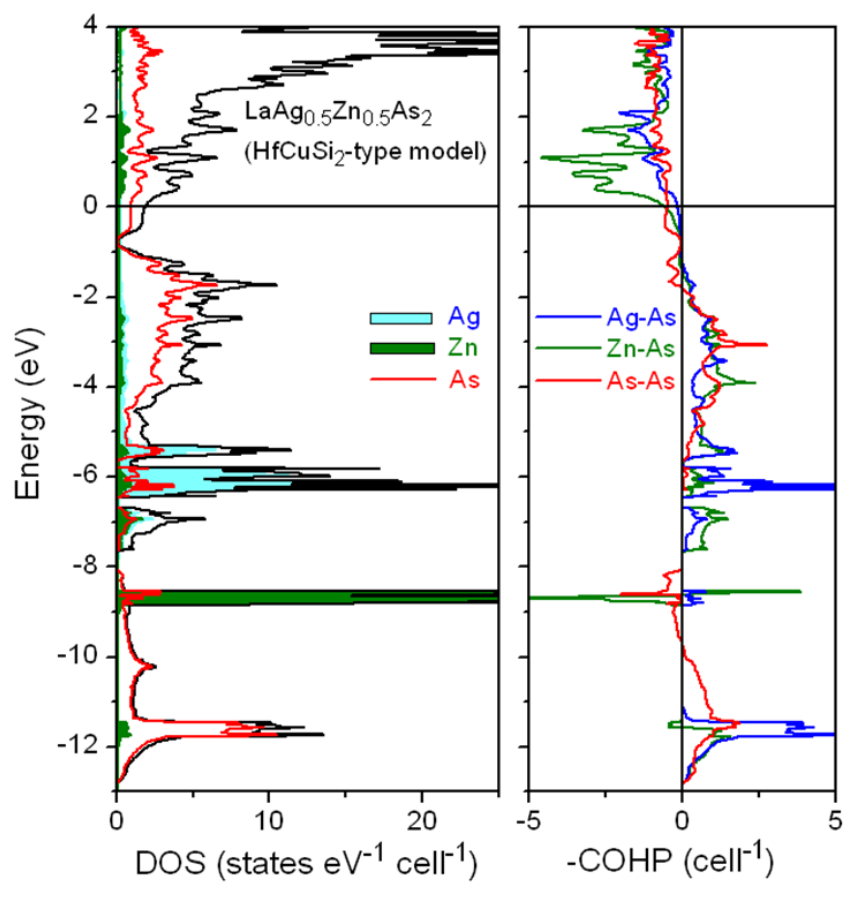 4
2
0
-2
-4
-6
-8
-10
-12
Energy (eV)
LaAg0.5Zn0.5As2
(HfCuSi2-type model)
Ag
Zn
As
Ag-As
Zn-As
As-As
0
10
20
-5
0
5
DOS (states eV-1 cell-1)
-COHP (cell-1)